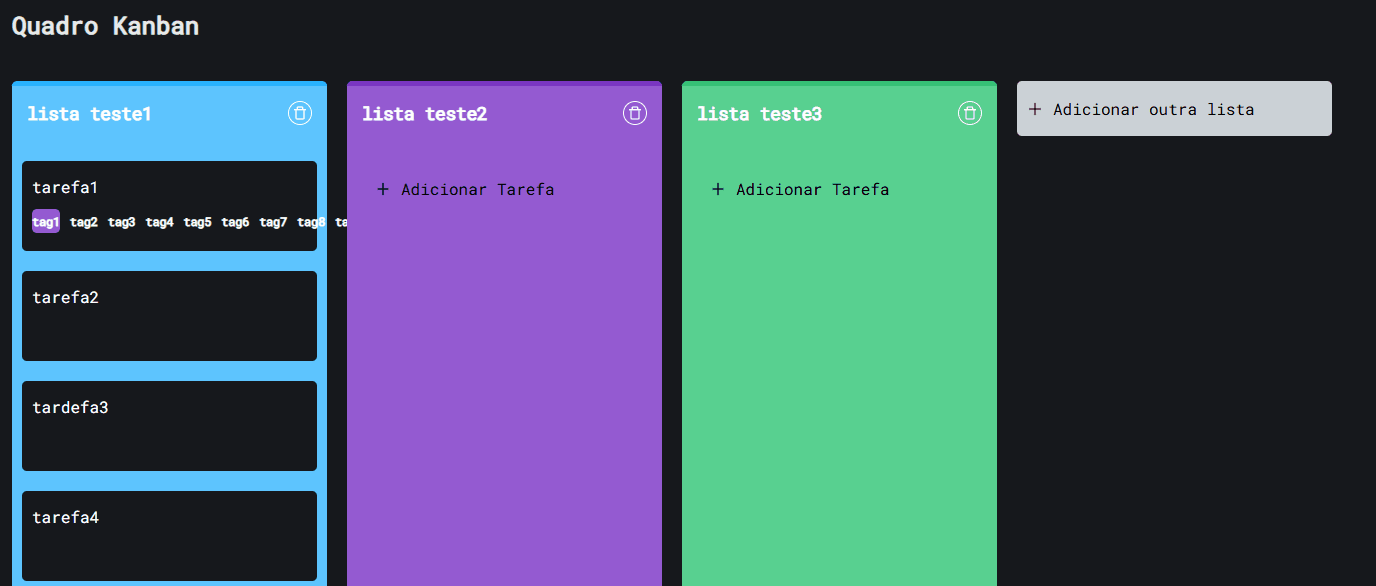 Quadro Kanban
lista teste1
tarefa1
tag1 tag2 tag3 tag4 tag5 tag6 tag7 tag8
tarefa2
tardefa3
tarefa4
lista teste2
+ Adicionar Tarefa
lista teste3
+ Adicionar Tarefa
+ Adicionar outra lista